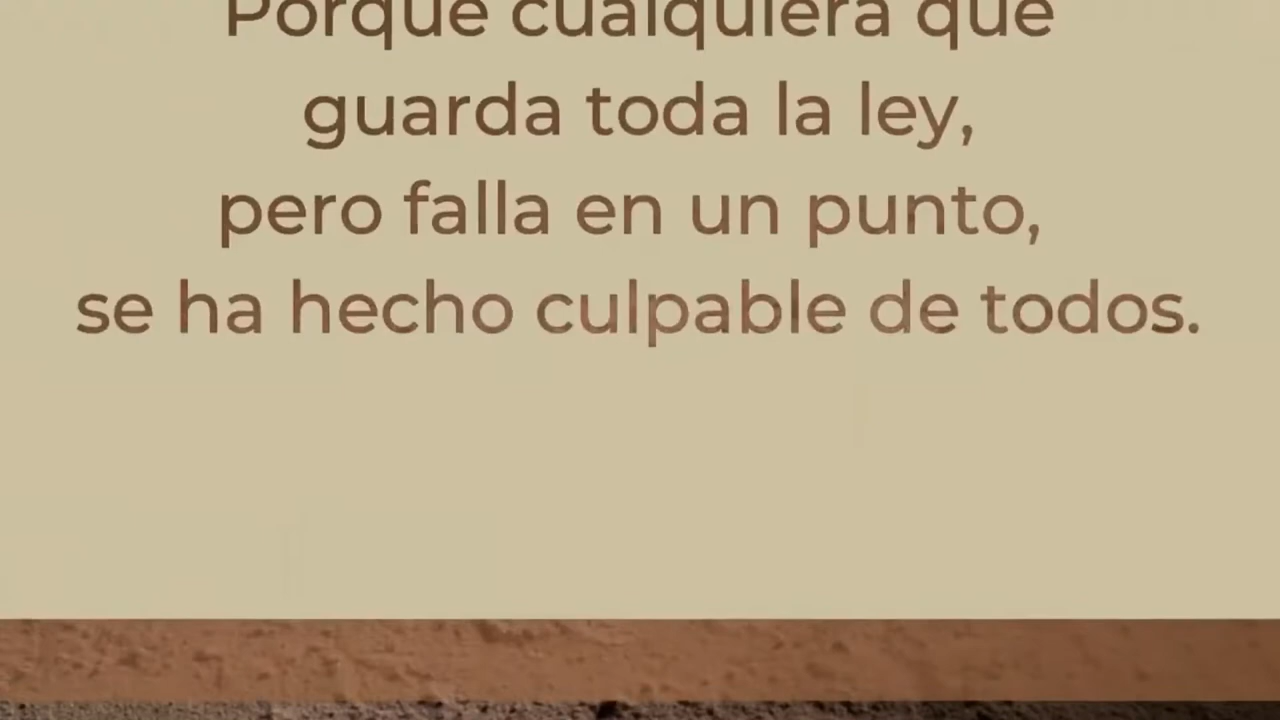 Porque cualquiera que
guarda toda la ley,
pero falla en un punto,
se ha hecho culpable de todos.